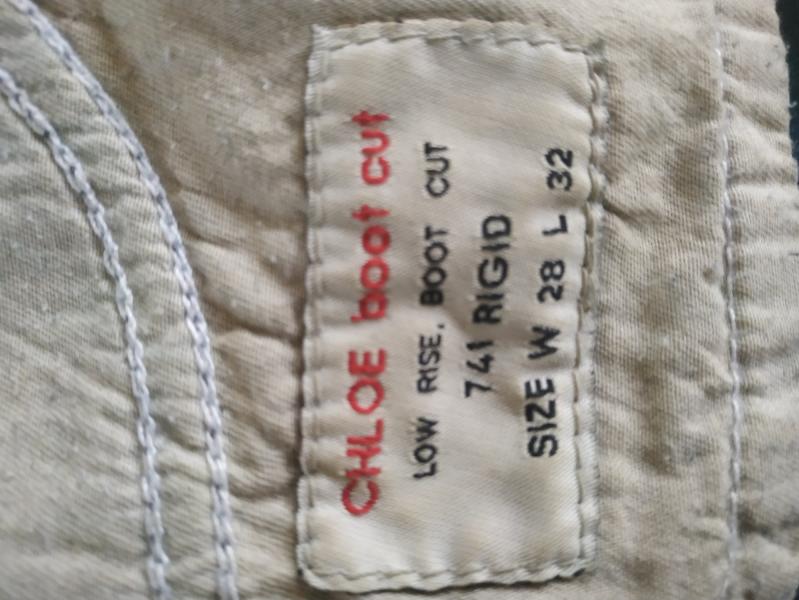 CHLOE boot cut
LOW RISE, BOOT CUT
741 RIGID
SIZE W 28 L 32